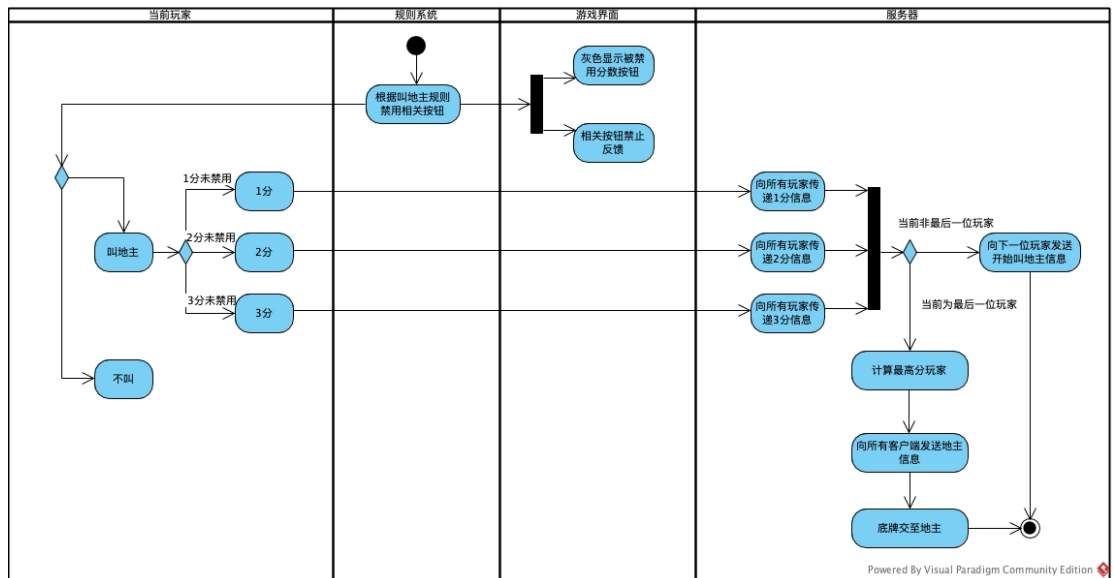 当前玩家
规则系统
游戏界面
服务器
根据叫地主规则
禁用相关按钮
灰色显示被禁
用分数按钮
相关按钮禁止
反馈
1分未禁用
1分
向所有玩家传
递1分信息
叫地主
2分未禁用
2分
向所有玩家传
递2分信息
当前非最后一位玩家
向下一位玩家发送
开始叫地主信息
3分未禁用
3分
向所有玩家传
递3分信息
当前为最后一位玩家
不叫
计算最高分玩家
向所有客户端发送地主
信息
底牌交至地主
Powered By Visual Paradigm Community Edition